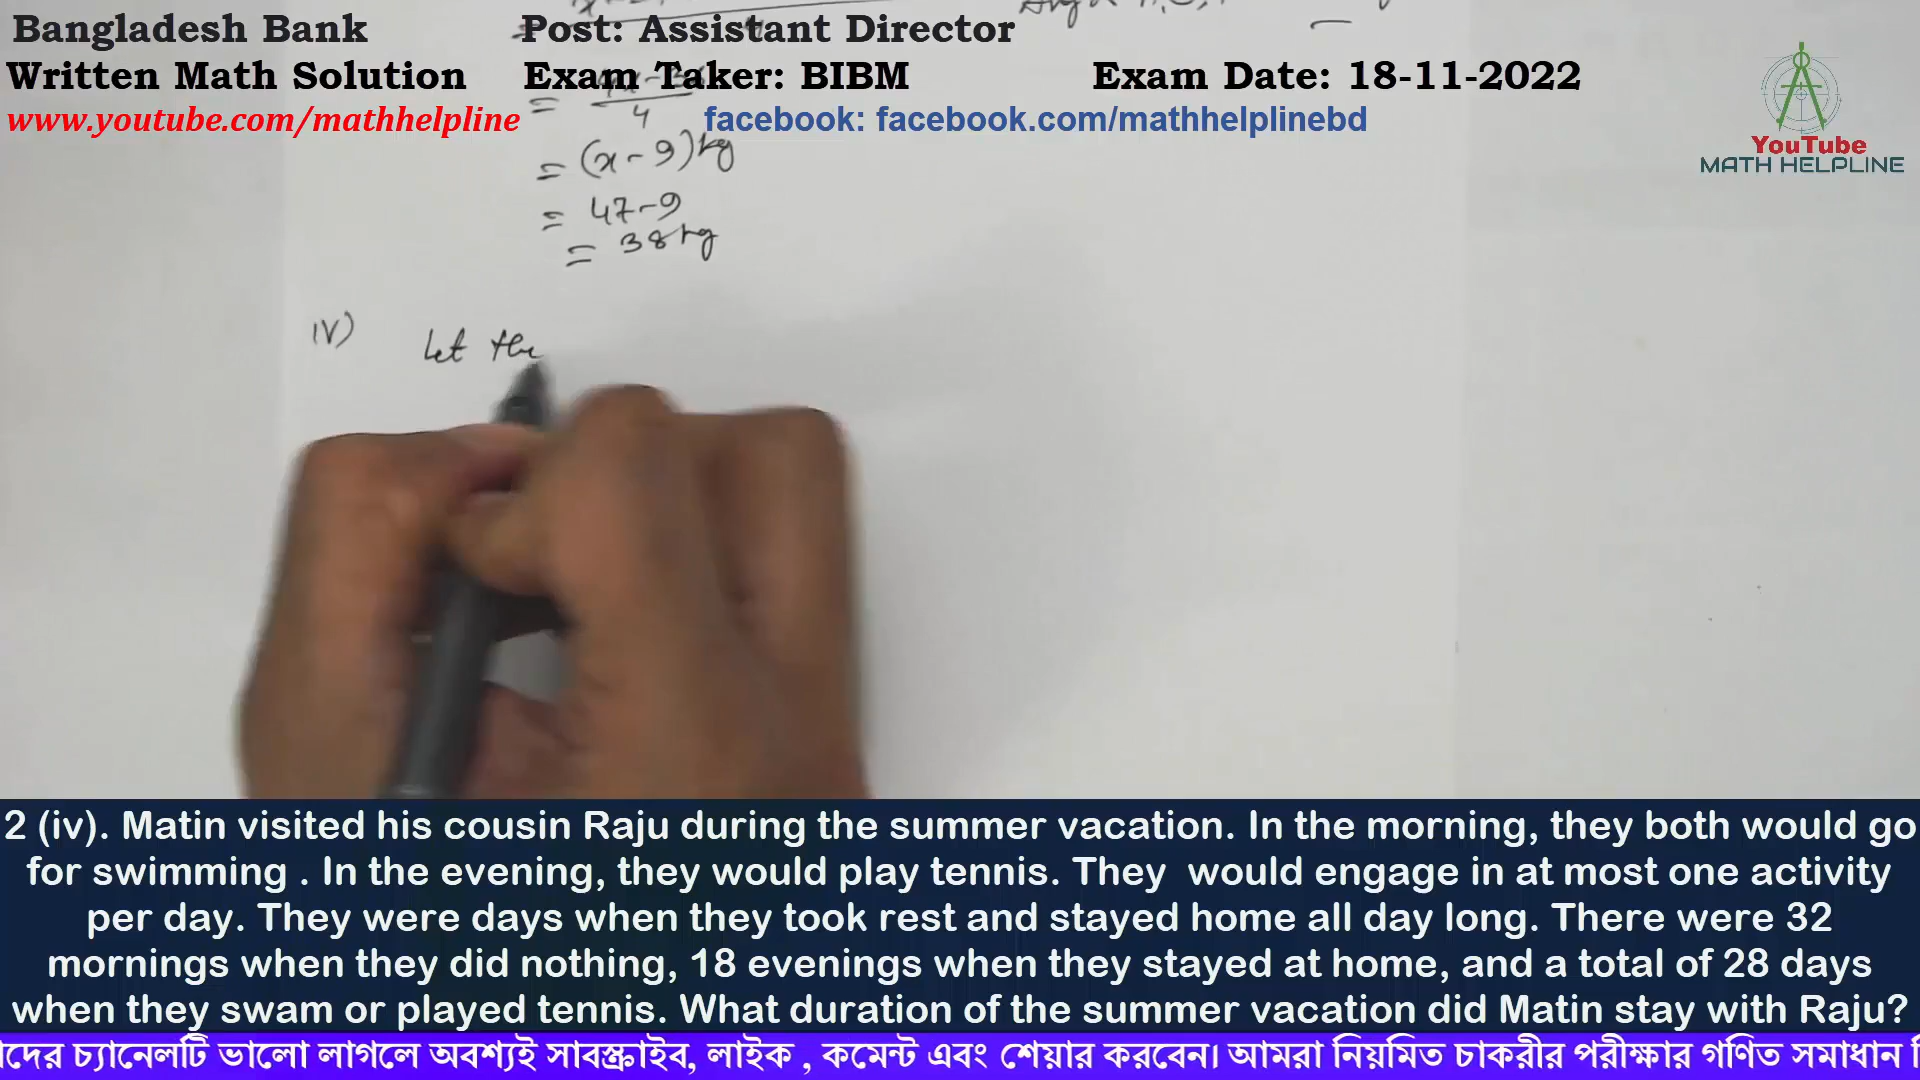 Bangladesh Bank Post: Assistant Director
Written Math Solution Exam Taker: BIBM Exam Date: 18-11-2022
www.youtube.com/mathhelpline facebook: facebook.com/mathhelplinebd
YouTube
MATH HELPLINE
=
= 4x-36
4
= (x-9) kg
= 47-9
= 38 kg
iv) Let the
2 (iv). Matin visited his cousin Raju during the summer vacation. In the morning, they both would go
for swimming . In the evening, they would play tennis. They would engage in at most one activity
per day. They were days when they took rest and stayed home all day long. There were 32
mornings when they did nothing, 18 evenings when they stayed at home, and a total of 28 days
when they swam or played tennis. What duration of the summer vacation did Matin stay with Raju?
দের চ্যানেলটি ভালো লাগলে অবশ্যই সাবস্ক্রাইব, লাইক , কমেন্ট এবং শেয়ার করবেন। আমরা নিয়মিত চাকরীর পরীক্ষার গণিত সমাধান